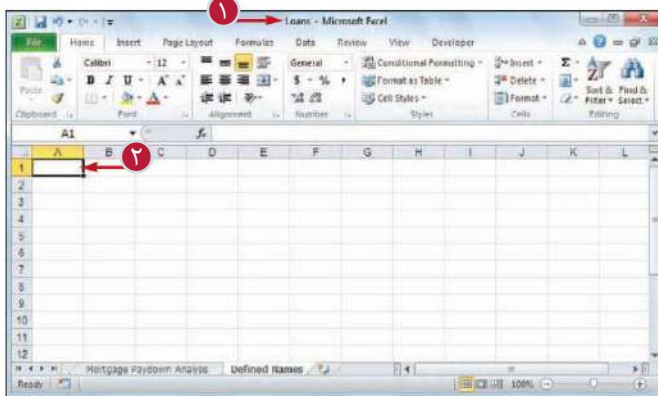 ١
Loans - Microsoft Excel
File Home Insert Page Layout Formulas Data Review View Developer
Calibri 12 General Conditional Formatting Insert Σ
Paste B I U A A $ % , Format as Table Delete Sort & Find &
A Cell Styles Format Filter Select
Clipboard Font Alignment Number Styles Cells Editing
A1 fx
A B C D E F G H I J K L
٢
1
2
3
4
5
6
7
8
9
10
11
12
Mortgage Paydown Analysis Defined Names
Ready 100%